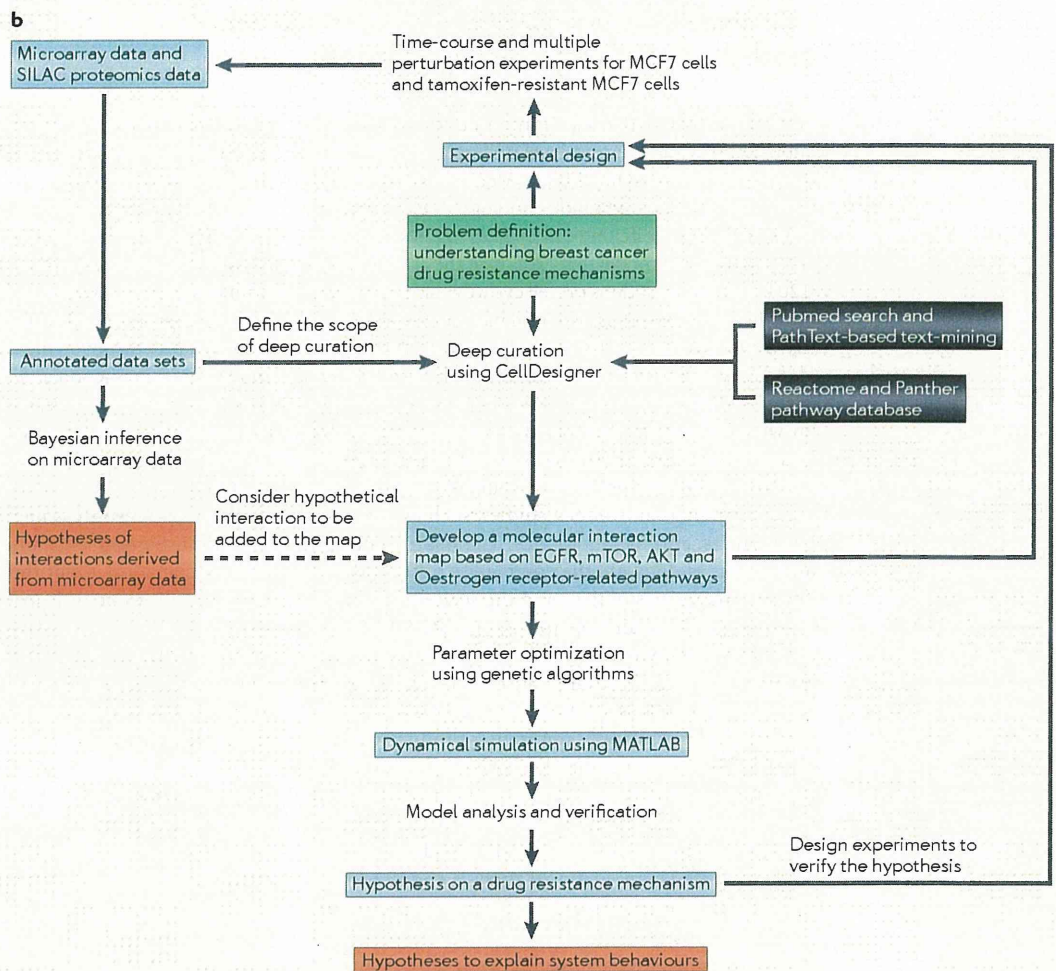 b
Microarray data and
SILAC proteomics data
Time-course and multiple
perturbation experiments for MCF7 cells
and tamoxifen-resistant MCF7 cells
Experimental design
Problem definition:
understanding breast cancer
drug resistance mechanisms
Define the scope
of deep curation
Pubmed search and
PathText-based text-mining
Annotated data sets
Deep curation
using CellDesigner
Reactome and Panther
pathway database
Bayesian inference
on microarray data
Consider hypothetical
interaction to be
added to the map
Hypotheses of
interactions derived
from microarray data
Develop a molecular interaction
map based on EGFR, mTOR, AKT and
Oestrogen receptor-related pathways
Parameter optimization
using genetic algorithms
Dynamical simulation using MATLAB
Model analysis and verification
Design experiments to
verify the hypothesis
Hypothesis on a drug resistance mechanism
Hypotheses to explain system behaviours